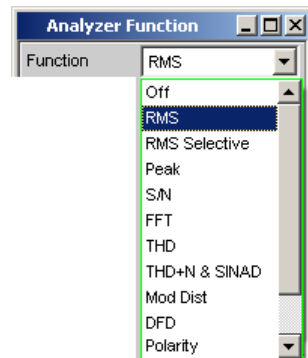 Analyzer Function
Function RMS
Off
RMS
RMS Selective
Peak
S/N
FFT
THD
THD+N & SINAD
Mod Dist
DFD
Polarity